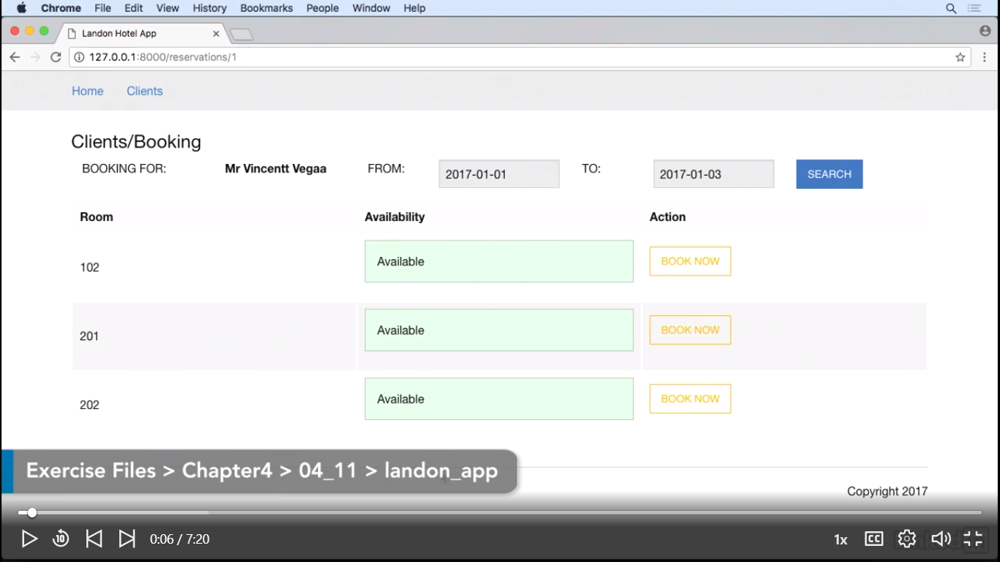 Chrome File Edit View History Bookmarks People Window Help
Landon Hotel App
127.0.0.1:8000/reservations/1
Home Clients
Clients/Booking
BOOKING FOR: Mr Vincentt Vegaa FROM: 2017-01-01 TO: 2017-01-03 SEARCH
Room Availability Action
102 Available BOOK NOW
201 Available BOOK NOW
202 Available BOOK NOW
Exercise Files > Chapter4 > 04_11 > landon_app
Copyright 2017
10 0:06 / 7:20 1x CC